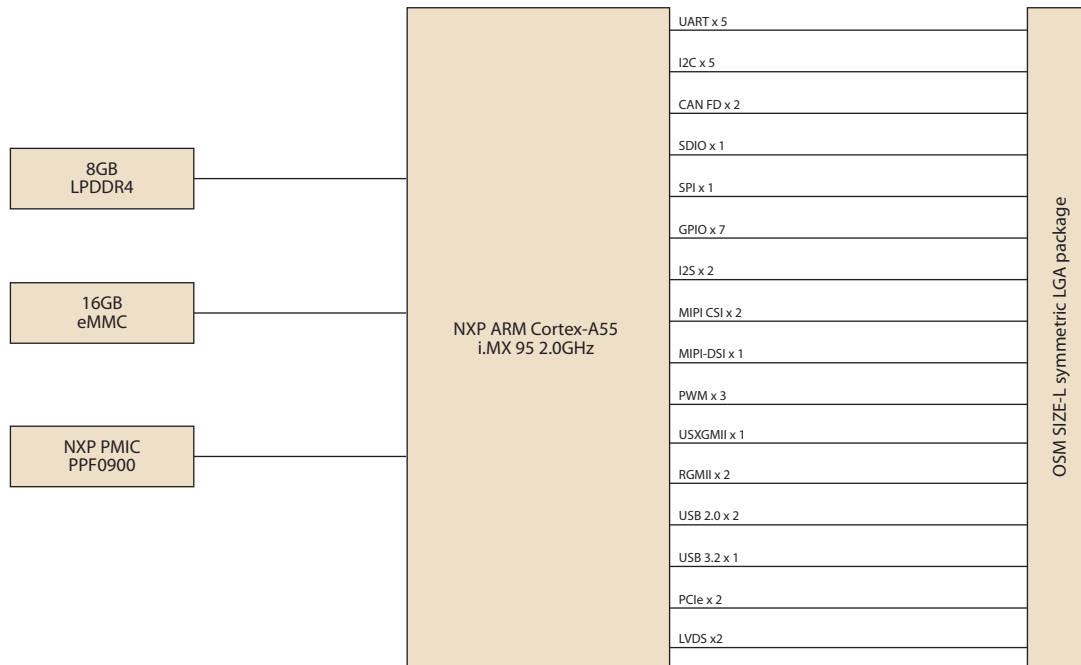 8GB
LPDDR4
16GB
eMMC
NXP PMIC
PPF0900
NXP ARM Cortex-A55
i.MX 95 2.0GHz
UART x 5
I2C x 5
CAN FD x 2
SDIO x 1
SPI x 1
GPIO x 7
I2S x 2
MIPI CSI x 2
MIPI-DSI x 1
PWM x 3
USXGMII x 1
RGMII x 2
USB 2.0 x 2
USB 3.2 x 1
PCIe x 2
LVDS x2
OSM SIZE-L symmetric LGA package